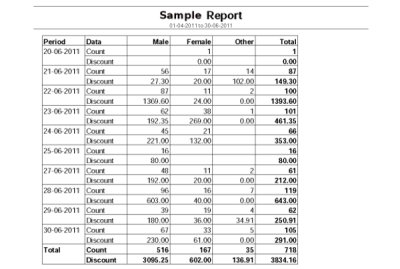 Sample Report
01-04-2011 to 30-06-2011
Period Data Male Female Other Total
20-06-2011 Count 1 1
Discount 0.00 0.00
21-06-2011 Count 56 17 14 87
Discount 27.30 20.00 102.00 149.30
22-06-2011 Count 87 11 2 100
Discount 1369.60 24.00 0.00 1393.60
23-06-2011 Count 62 38 1 101
Discount 192.35 269.00 0.00 461.35
24-06-2011 Count 45 21 66
Discount 221.00 132.00 353.00
25-06-2011 Count 16 16
Discount 80.00 80.00
27-06-2011 Count 48 11 2 61
Discount 192.00 20.00 0.00 212.00
28-06-2011 Count 96 16 7 119
Discount 603.00 40.00 0.00 643.00
29-06-2011 Count 39 19 4 62
Discount 180.00 36.00 34.91 250.91
30-06-2011 Count 67 33 5 105
Discount 230.00 61.00 0.00 291.00
Total Count 516 167 35 718
Discount 3095.25 602.00 136.91 3834.16